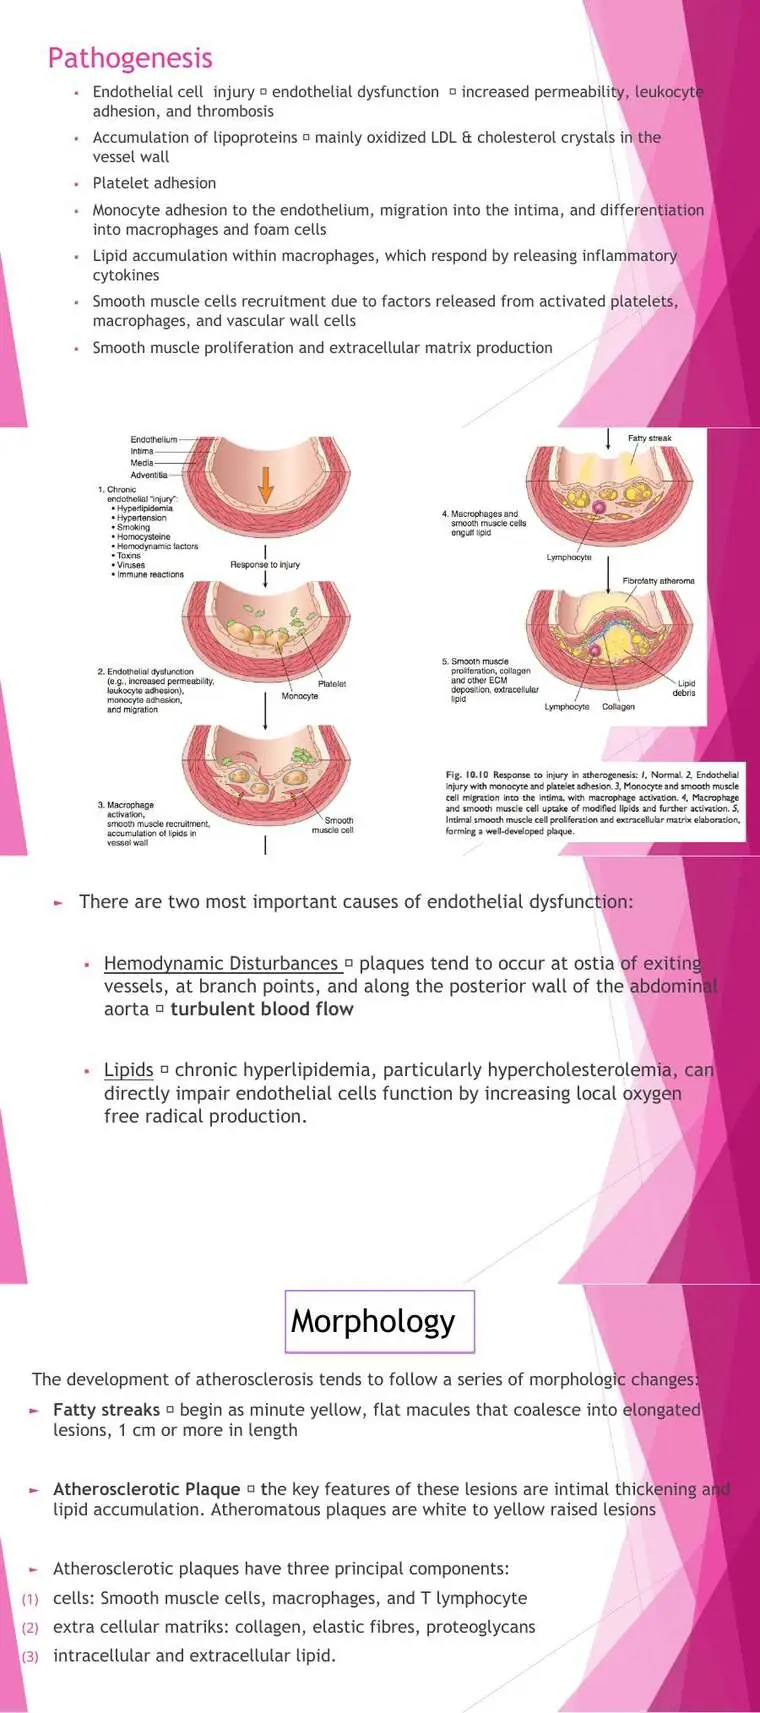 Pathogenesis
▪ Endothelial cell injury □ endothelial dysfunction □ increased permeability, leukocyte
adhesion, and thrombosis
▪ Accumulation of lipoproteins □ mainly oxidized LDL & cholesterol crystals in the
vessel wall
▪ Platelet adhesion
▪ Monocyte adhesion to the endothelium, migration into the intima, and differentiation
into macrophages and foam cells
▪ Lipid accumulation within macrophages, which respond by releasing inflammatory
cytokines
▪ Smooth muscle cells recruitment due to factors released from activated platelets,
macrophages, and vascular wall cells
▪ Smooth muscle proliferation and extracellular matrix production
Endothelium
Intima
Media
Adventitia
1. Chronic
endothelial "injury":
• Hyperlipidemia
• Hypertension
• Smoking
• Homocysteine
• Hemodynamic factors
• Toxins
• Viruses
• Immune reactions
Response to injury
2. Endothelial dysfunction
(e.g., increased permeability,
leukocyte adhesion),
monocyte adhesion,
and migration
Platelet
Monocyte
3. Macrophage
activation,
smooth muscle recruitment,
accumulation of lipids in
vessel wall
Smooth
muscle cell
Fatty streak
4. Macrophages and
smooth muscle cells
engulf lipid
Lymphocyte
Fibrofatty atheroma
5. Smooth muscle
proliferation, collagen
and other ECM
deposition, extracellular
lipid
Lipid
debris
Lymphocyte Collagen
Fig. 10.10 Response to injury in atherogenesis: 1, Normal. 2, Endothelial
injury with monocyte and platelet adhesion. 3, Monocyte and smooth muscle
cell migration into the intima, with macrophage activation. 4, Macrophage
and smooth muscle cell uptake of modified lipids and further activation. 5,
Intimal smooth muscle cell proliferation and extracellular matrix elaboration,
forming a well-developed plaque.
► There are two most important causes of endothelial dysfunction:
▪ Hemodynamic Disturbances □ plaques tend to occur at ostia of exiting
vessels, at branch points, and along the posterior wall of the abdominal
aorta □ turbulent blood flow
▪ Lipids □ chronic hyperlipidemia, particularly hypercholesterolemia, can
directly impair endothelial cells function by increasing local oxygen
free radical production.
Morphology
The development of atherosclerosis tends to follow a series of morphologic changes:
► Fatty streaks □ begin as minute yellow, flat macules that coalesce into elongated
lesions, 1 cm or more in length
► Atherosclerotic Plaque □ the key features of these lesions are intimal thickening and
lipid accumulation. Atheromatous plaques are white to yellow raised lesions
► Atherosclerotic plaques have three principal components:
(1) cells: Smooth muscle cells, macrophages, and T lymphocyte
(2) extra cellular matriks: collagen, elastic fibres, proteoglycans
(3) intracellular and extracellular lipid.